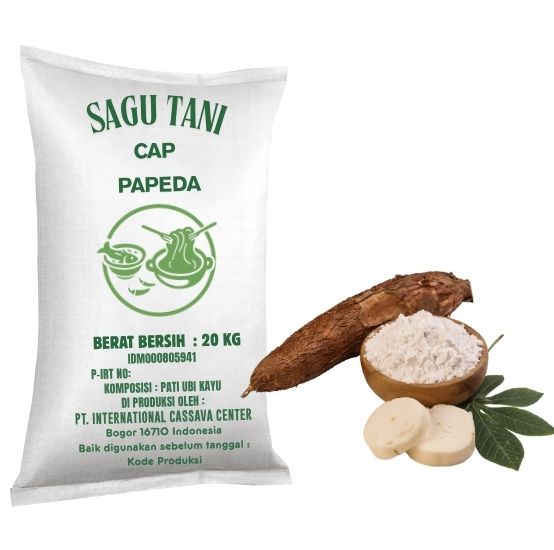 SAGU TANI
CAP
PAPEDA
BERAT BERSIH : 20 KG
IDM000805941
P-IRT NO:
KOMPOSISI : PATI UBI KAYU
DI PRODUKSI OLEH :
PT. INTERNATIONAL CASSAVA CENTER
Bogor 16710 Indonesia
Baik digunakan sebelum tanggal :
Kode Produksi